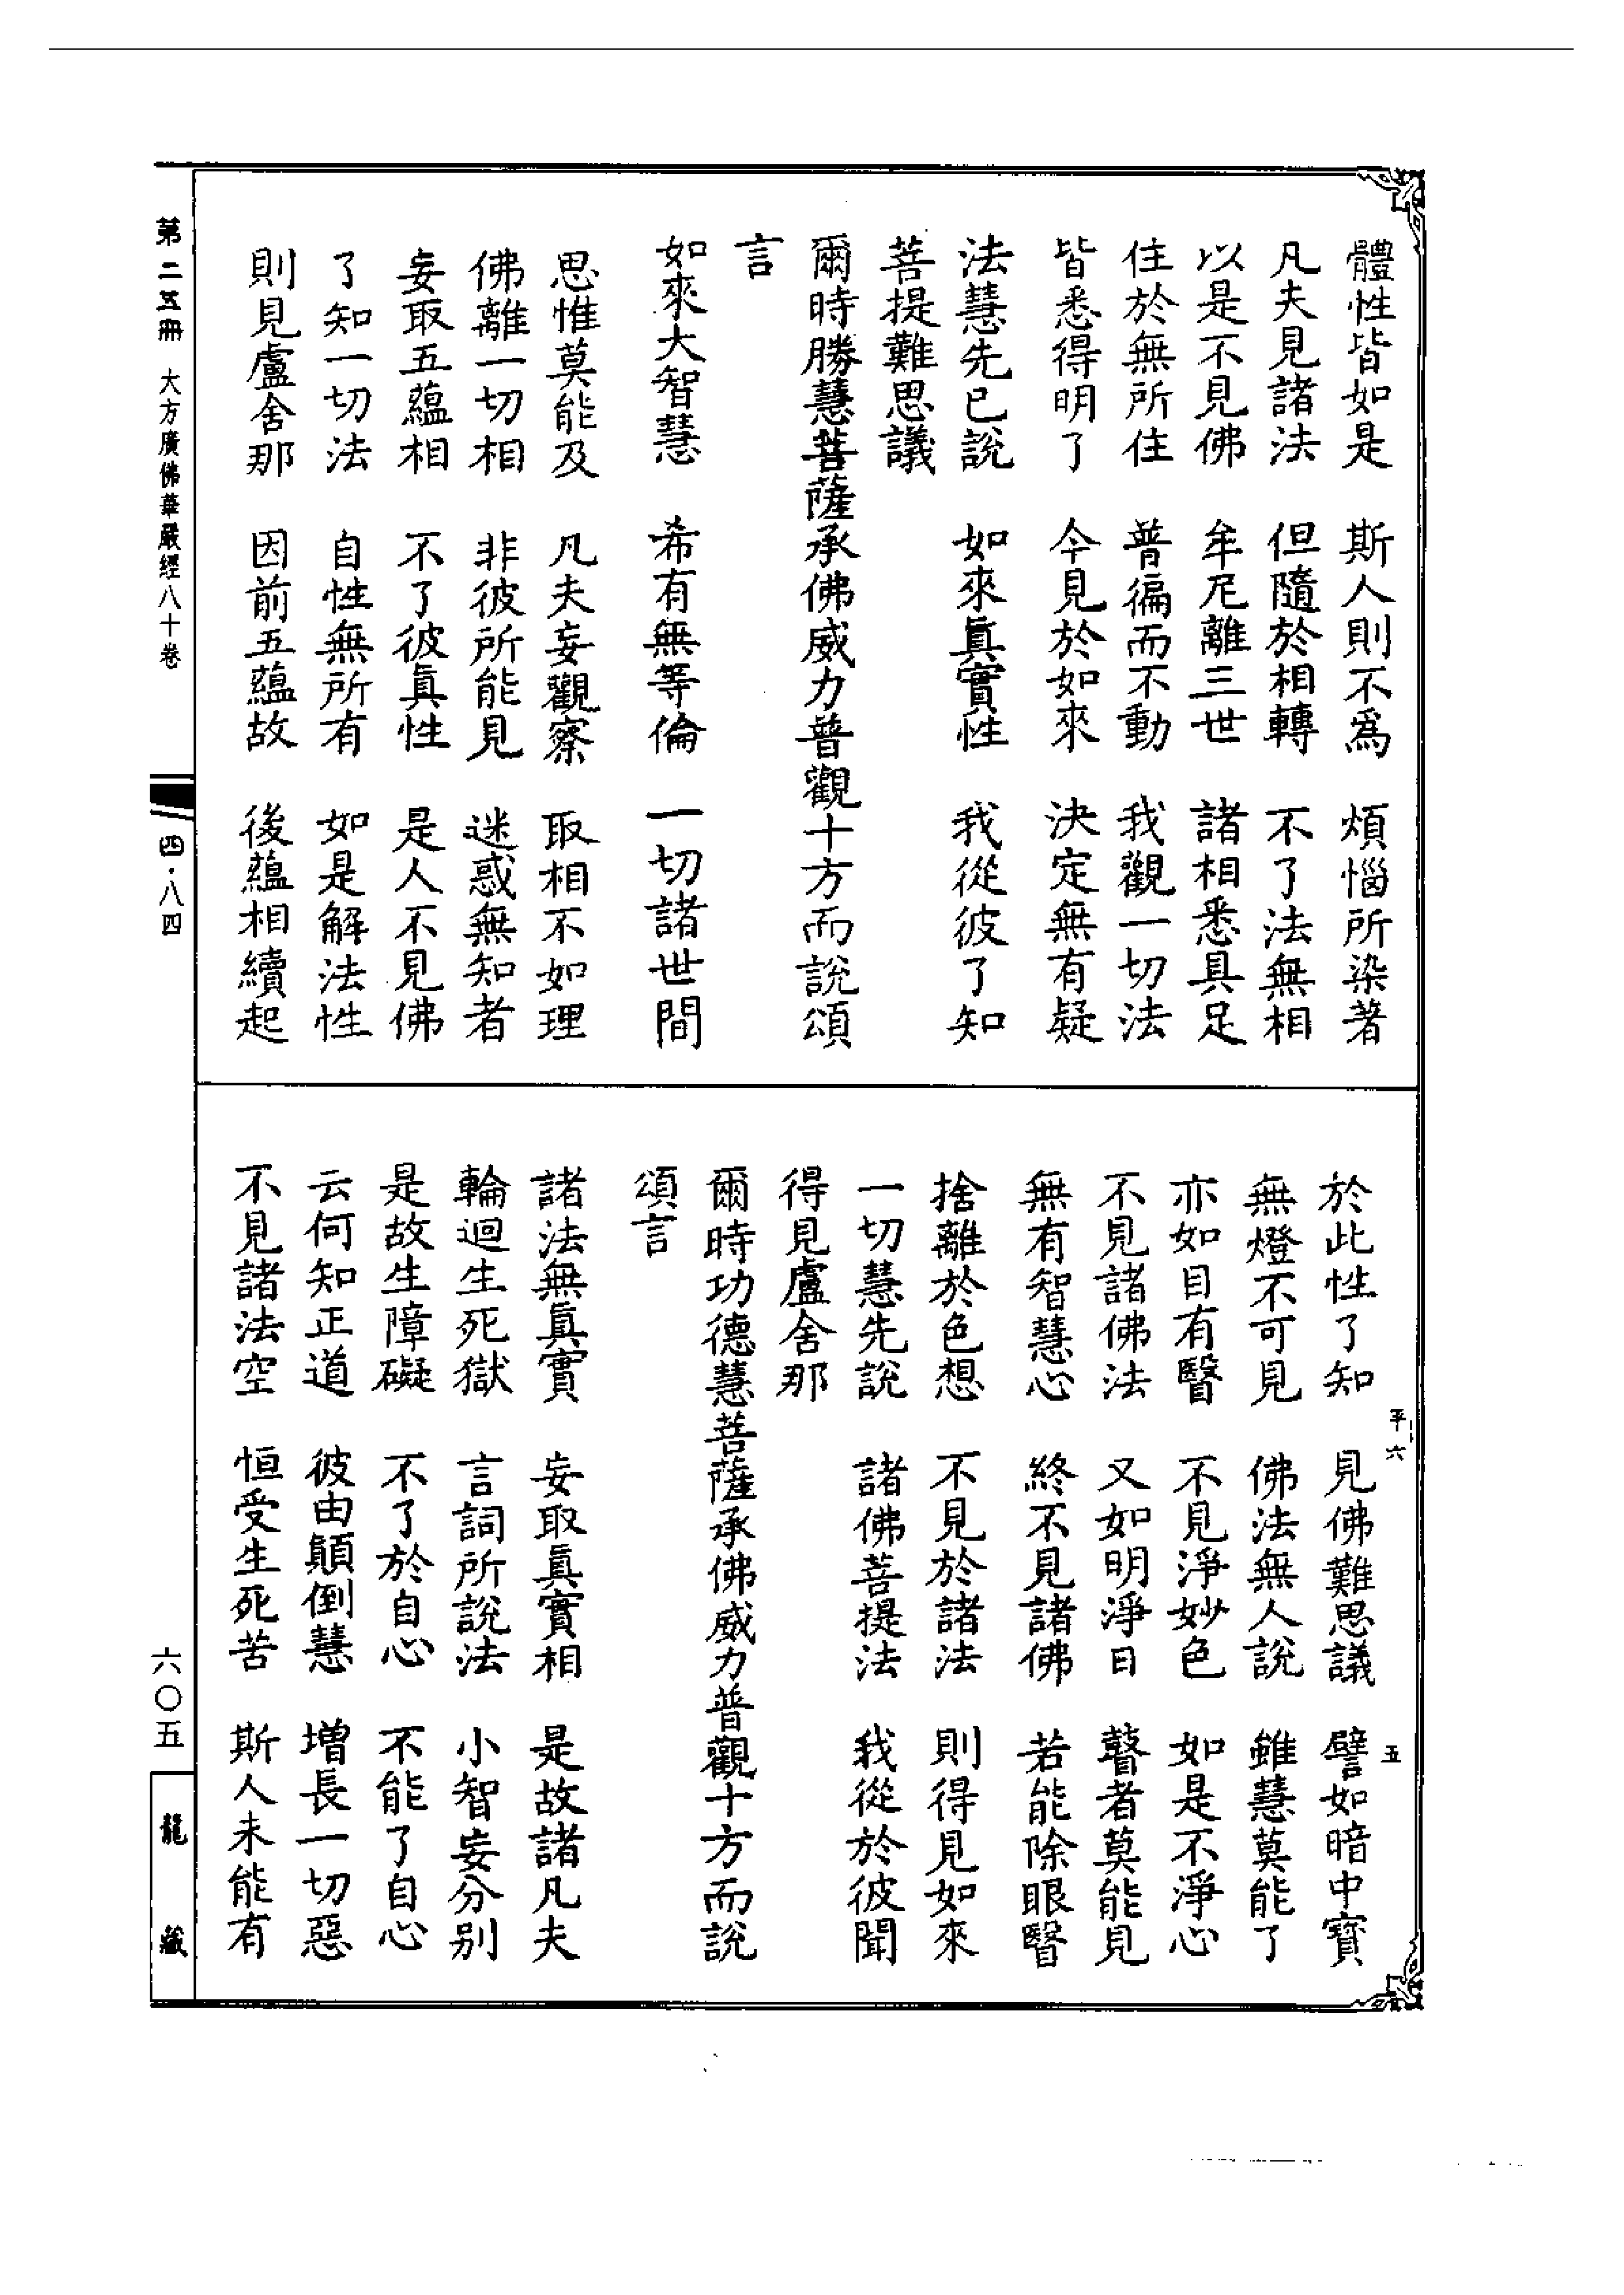 體性皆如是　斯人則不爲　煩惱所染著
凡夫見諸法　但隨於相轉　不了法無相
以是不見佛　牟尼離三世　諸相悉具足
住於無所住　普徧而不動　我觀一切法
皆悉得明了　今見於如來　決定無有疑
法慧先已說　如來眞實性　我從彼了知
菩提難思議
爾時勝慧菩薩承佛威力普觀十方而說頌
言
如來大智慧　希有無等倫　一切諸世間
思惟莫能及　凡夫妄觀察　取相不如理
佛離一切相　非彼所能見　迷惑無知者
妄取五蘊相　不了彼眞性　是人不見佛
了知一切法　自性無所有　如是解法性
則見盧舍那　因前五蘊故　後蘊相續起
於此性了知　見佛難思議　譬如暗中寶
無燈不可見　佛法無人說　雖慧莫能了
亦如目有翳　不見淨妙色　如是不淨心
不見諸佛法　又如明淨日　瞽者莫能見
無有智慧心　終不見諸佛　若能除眼翳
捨離於色想　不見於諸法　則得見如來
一切慧先說　諸佛菩提法　我從於彼聞
得見盧舍那
爾時功德慧菩薩承佛威力普觀十方而說
頌言
諸法無眞實　妄取眞實相　是故諸凡夫
輪迴生死獄　言詞所說法　小智妄分別
是故生障礙　不了於自心　不能了自心
云何知正道　彼由顚倒慧　增長一切惡
不見諸法空　恒受生死苦　斯人未能有
平六
五
第二五冊　大方廣佛華嚴經八十卷
四·八四
六〇五
龍藏